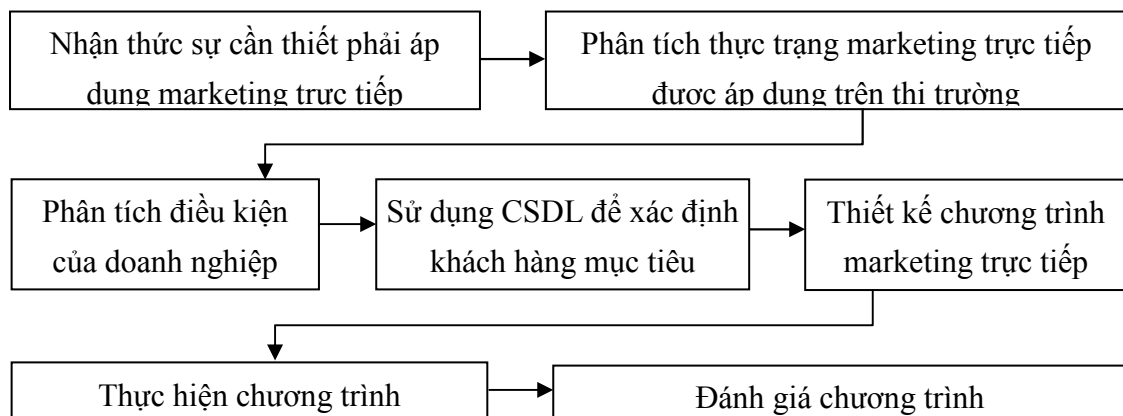 Nhận thức sự cần thiết phải áp
dụng marketing trực tiếp
Phân tích thực trạng marketing trực tiếp
được áp dụng trên thị trường
Phân tích điều kiện
của doanh nghiệp
Sử dụng CSDL để xác định
khách hàng mục tiêu
Thiết kế chương trình
marketing trực tiếp
Thực hiện chương trình
Đánh giá chương trình